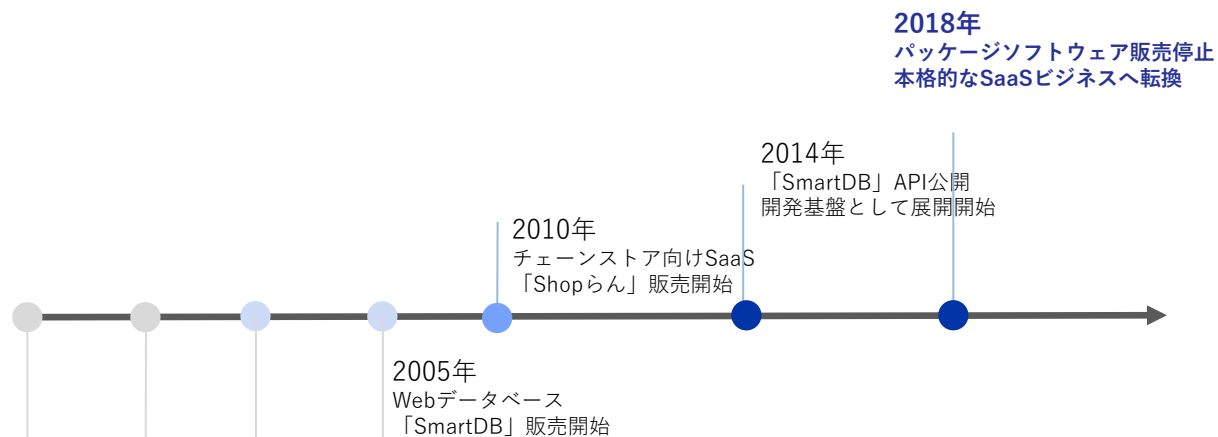 2018年
パッケージソフトウェア販売停止
本格的なSaaSビジネスへ転換
2014年
「SmartDB」API公開
開発基盤として展開開始
2010年
チェーンストア向けSaaS
「Shopらん」販売開始
2005年
Webデータベース
「SmartDB」販売開始